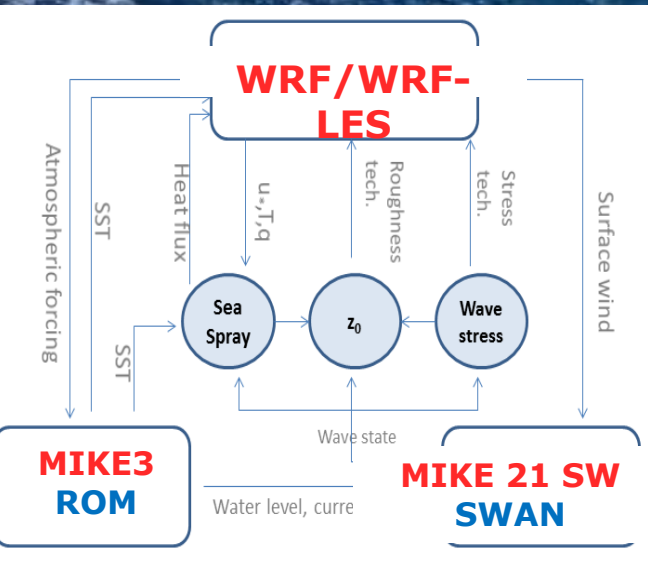 WRF/WRF-
LES
Atmospheric forcing
SST
Heat flux
u*,T,q
Roughness
tech.
Stress
tech.
Surface wind
Sea
Spray
z₀
Wave
stress
SST
Wave state
MIKE3
ROM
Water level, curre
MIKE 21 SW
SWAN